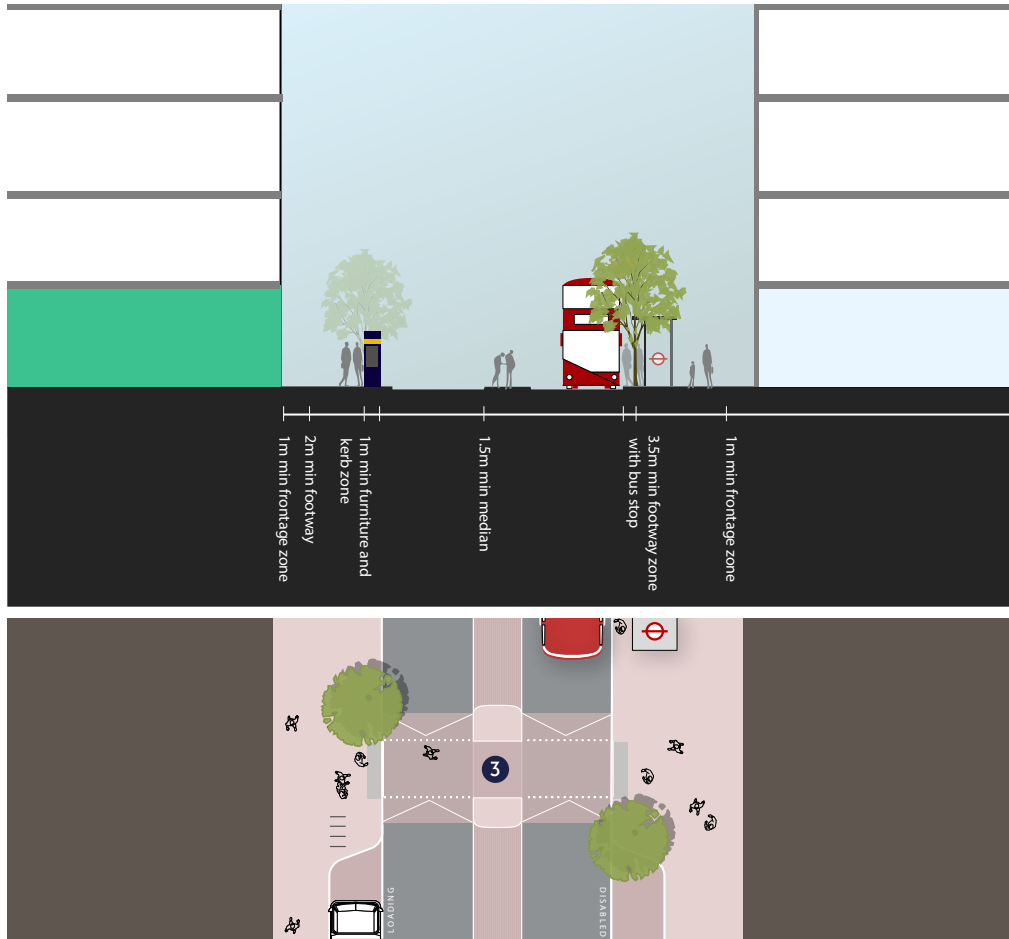 1m min frontage zone
2m min footway
1m min furniture and
kerb zone
1.5m min median
3.5m min footway zone
with bus stop
1m min frontage zone
3
LOADING
DISABLED